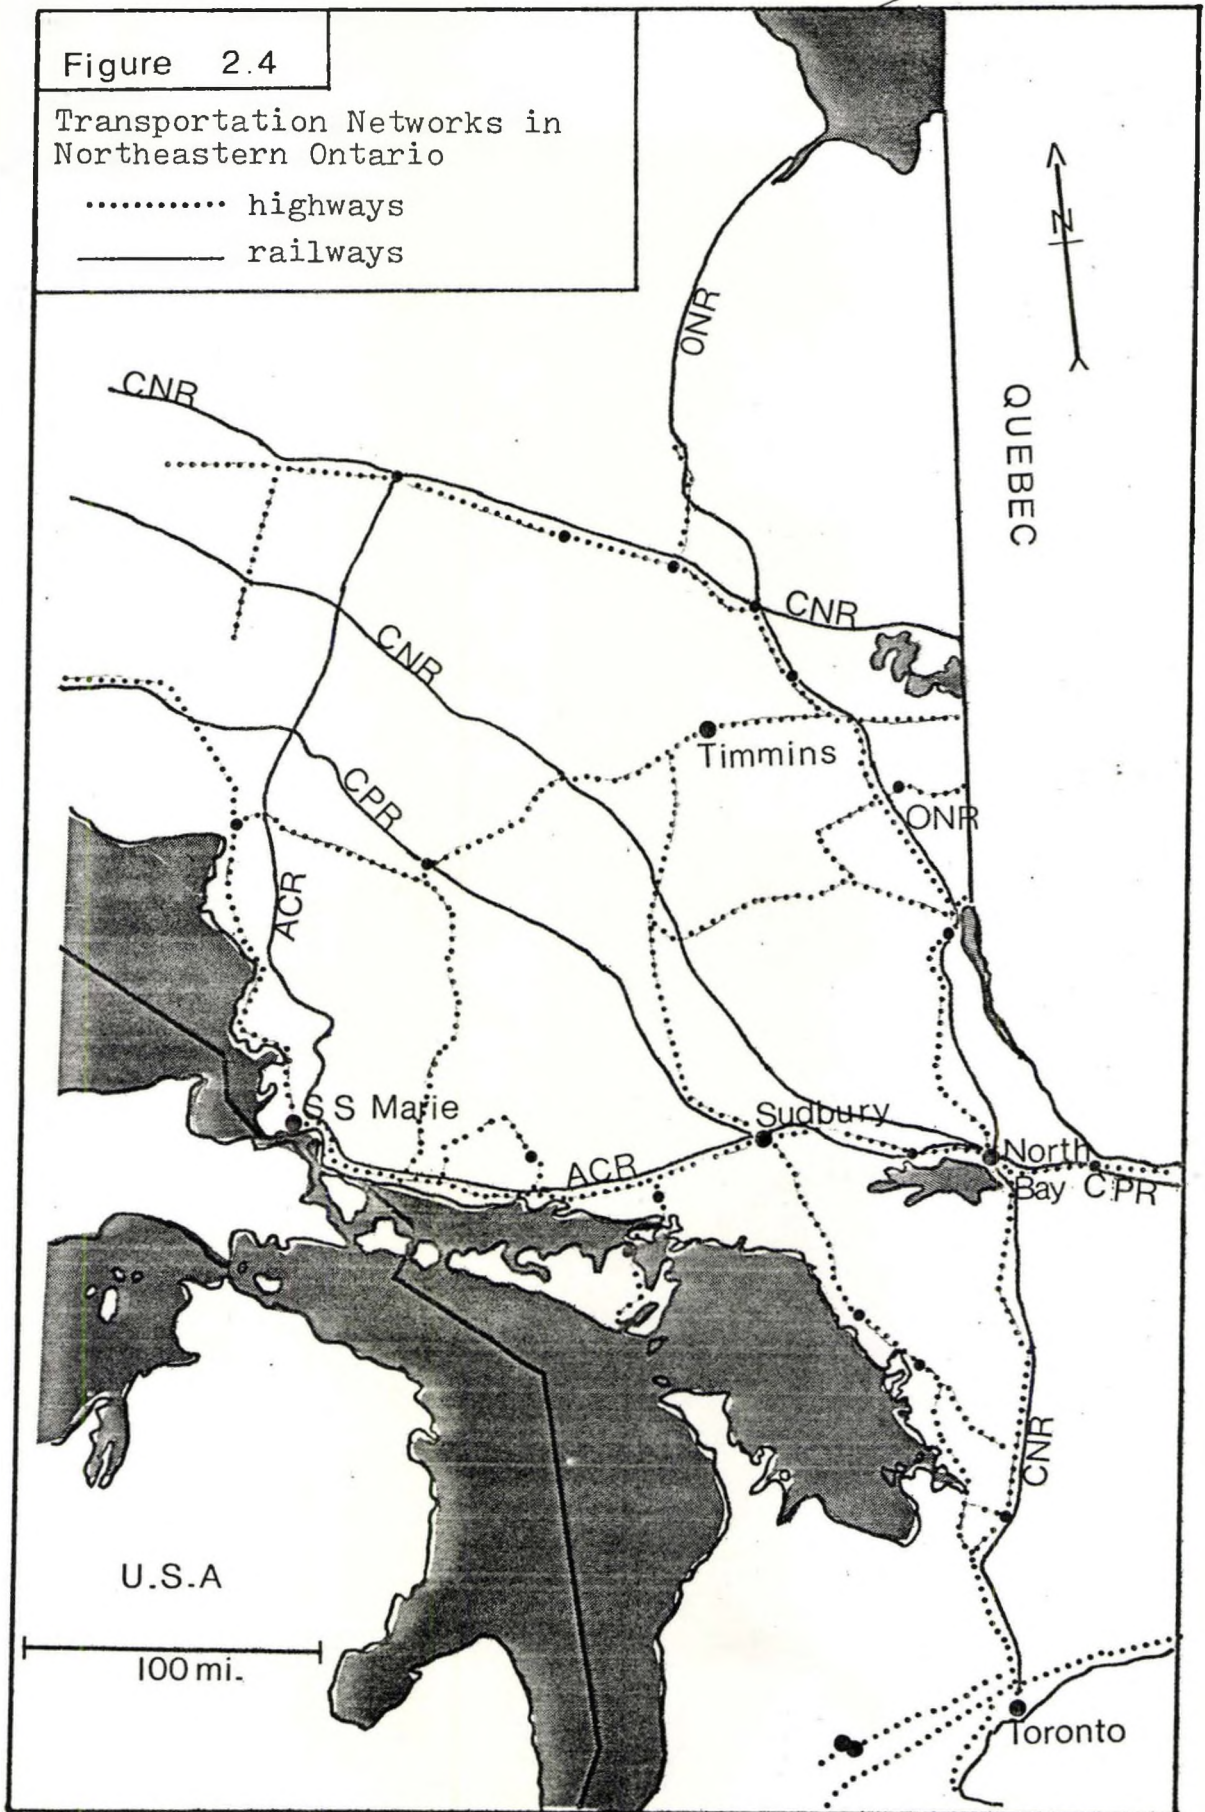 Figure 2.4
Transportation Networks in
Northeastern Ontario
highways
railways
N
ONR
CNR
QUEBEC
CNR
CNR
Timmins
CPR
ONR
ACR
S S Marie
Sudbury
North
Bay CPR
ACR
CNR
U.S.A
100 mi.
Toronto